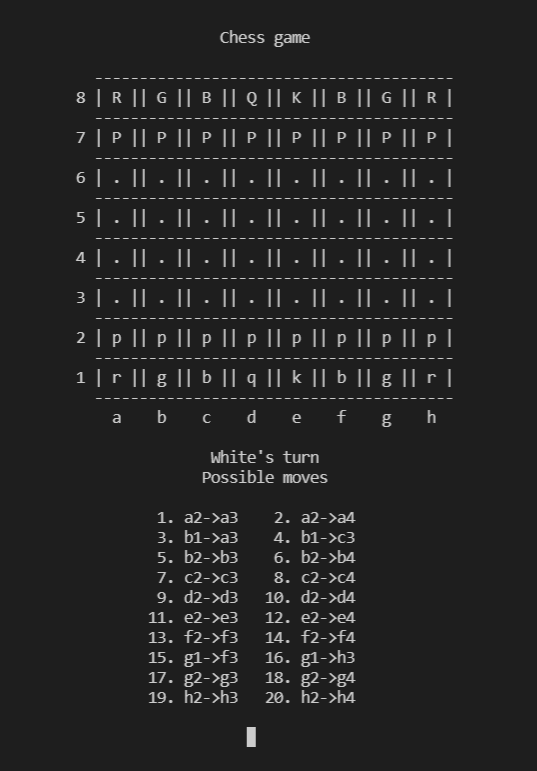 Chess game
----------------------------------------
8 | R || G || B || Q || K || B || G || R |
----------------------------------------
7 | P || P || P || P || P || P || P || P |
----------------------------------------
6 | . || . || . || . || . || . || . || . |
----------------------------------------
5 | . || . || . || . || . || . || . || . |
----------------------------------------
4 | . || . || . || . || . || . || . || . |
----------------------------------------
3 | . || . || . || . || . || . || . || . |
----------------------------------------
2 | p || p || p || p || p || p || p || p |
----------------------------------------
1 | r || g || b || q || k || b || g || r |
----------------------------------------
a b c d e f g h
White's turn
Possible moves
1. a2->a3 2. a2->a4
3. b1->a3 4. b1->c3
5. b2->b3 6. b2->b4
7. c2->c3 8. c2->c4
9. d2->d3 10. d2->d4
11. e2->e3 12. e2->e4
13. f2->f3 14. f2->f4
15. g1->f3 16. g1->h3
17. g2->g3 18. g2->g4
19. h2->h3 20. h2->h4